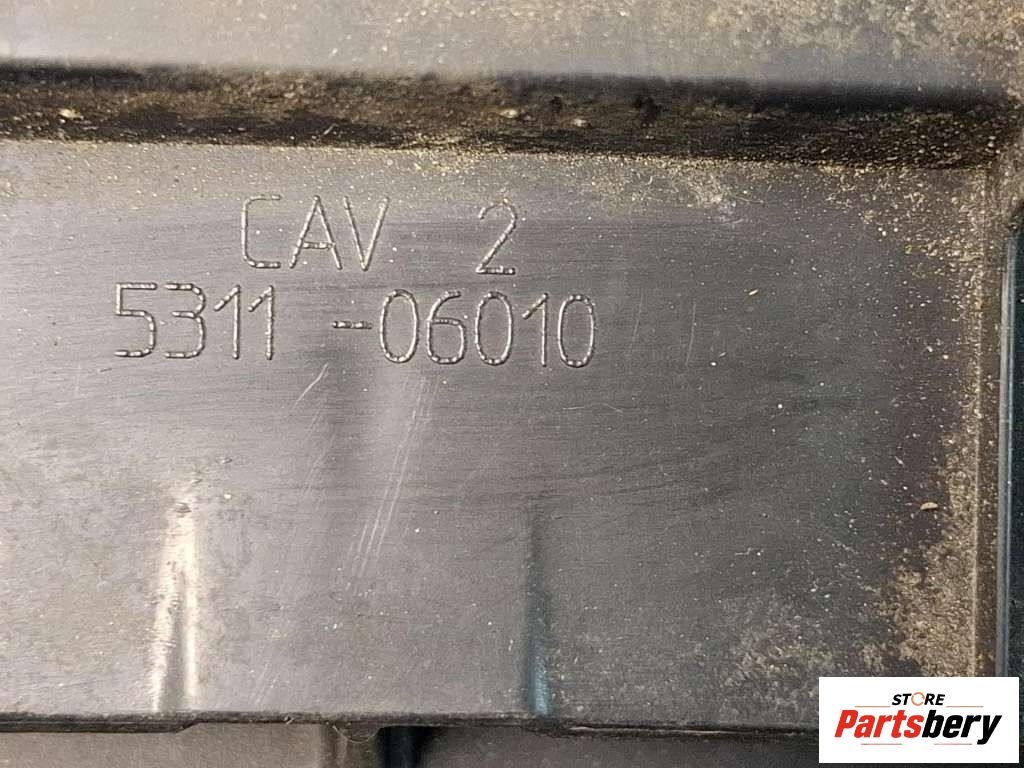 CAV 2
5311-06010
STORE
Partsbery